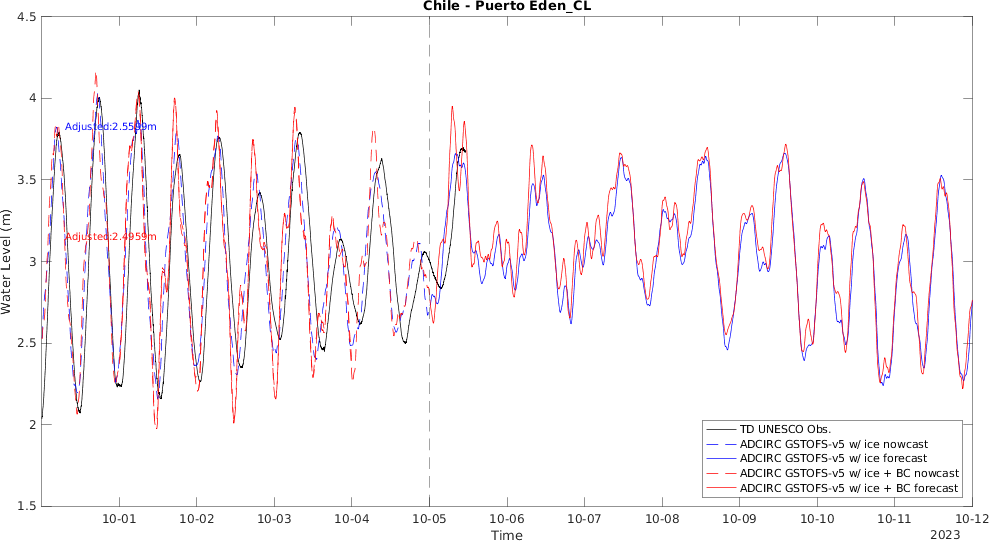 Chile - Puerto Eden_CL
4.5
4
3.5
3
2.5
2
1.5
Water Level (m)
Adjusted:2.5599m
Adjusted:2.4959m
TD UNESCO Obs.
ADCIRC GSTOFS-v5 w/ ice nowcast
ADCIRC GSTOFS-v5 w/ ice forecast
ADCIRC GSTOFS-v5 w/ ice + BC nowcast
ADCIRC GSTOFS-v5 w/ ice + BC forecast
10-01 10-02 10-03 10-04 10-05 10-06 10-07 10-08 10-09 10-10 10-11 10-12
Time
2023